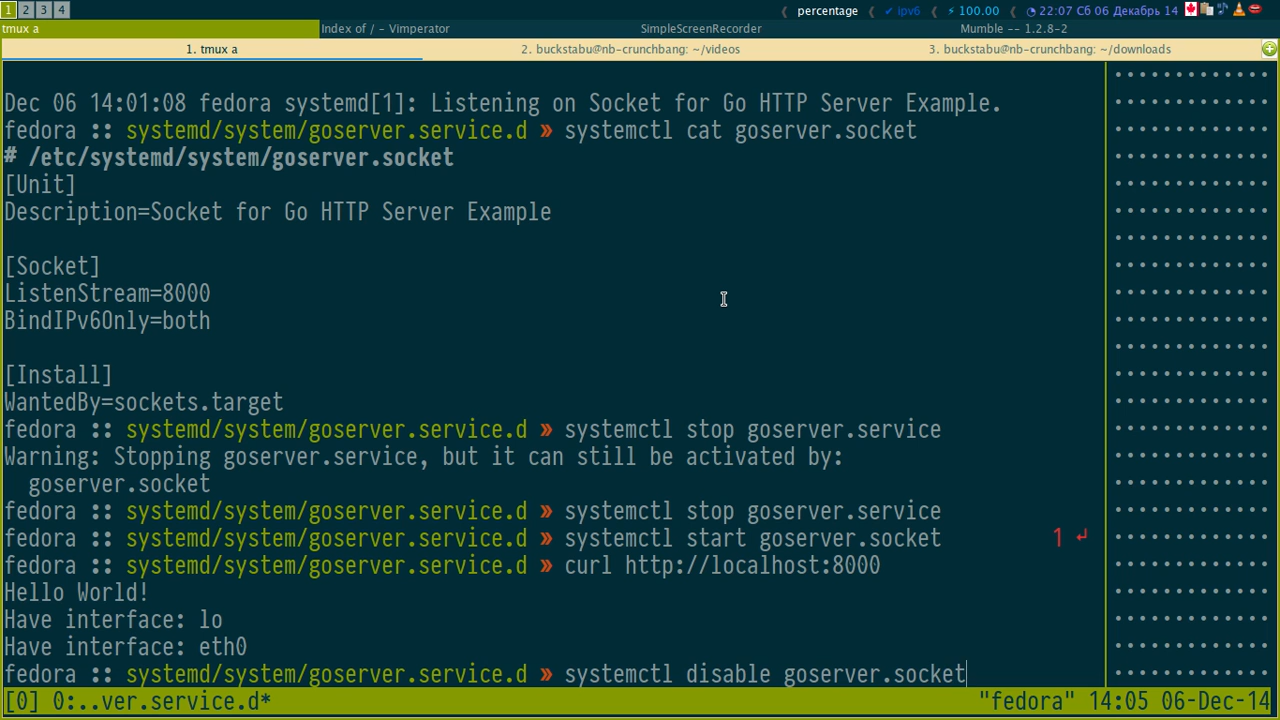 1 2 3 4 percentage ipv6 100.00 22:07 Сб 06 Декабрь 14
tmux a Index of / - Vimperator SimpleScreenRecorder Mumble -- 1.2.8-2
1. tmux a 2. buckstabu@nb-crunchbang: ~/videos 3. buckstabu@nb-crunchbang: ~/downloads
Dec 06 14:01:08 fedora systemd[1]: Listening on Socket for Go HTTP Server Example.
fedora :: systemd/system/goserver.service.d » systemctl cat goserver.socket
# /etc/systemd/system/goserver.socket
[Unit]
Description=Socket for Go HTTP Server Example
[Socket]
ListenStream=8000
BindIPv6Only=both
[Install]
WantedBy=sockets.target
fedora :: systemd/system/goserver.service.d » systemctl stop goserver.service
Warning: Stopping goserver.service, but it can still be activated by:
goserver.socket
fedora :: systemd/system/goserver.service.d » systemctl stop goserver.service
fedora :: systemd/system/goserver.service.d » systemctl start goserver.socket 1 ↵
fedora :: systemd/system/goserver.service.d » curl http://localhost:8000
Hello World!
Have interface: lo
Have interface: eth0
fedora :: systemd/system/goserver.service.d » systemctl disable goserver.socket
[0] 0:..ver.service.d* "fedora" 14:05 06-Dec-14